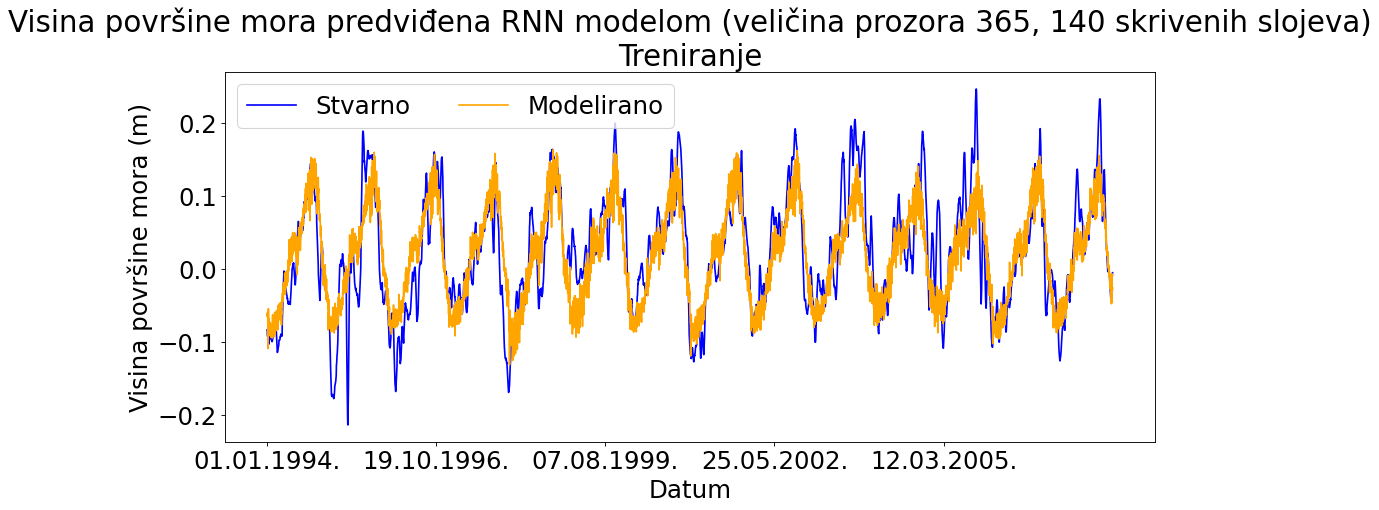 Visina površine mora predviđena RNN modelom (veličina prozora 365, 140 skrivenih slojeva)
Treniranje
Stvarno
Modelirano
Visina površine mora (m)
0.2
0.1
0.0
−0.1
−0.2
01.01.1994.
19.10.1996.
07.08.1999.
25.05.2002.
12.03.2005.
Datum